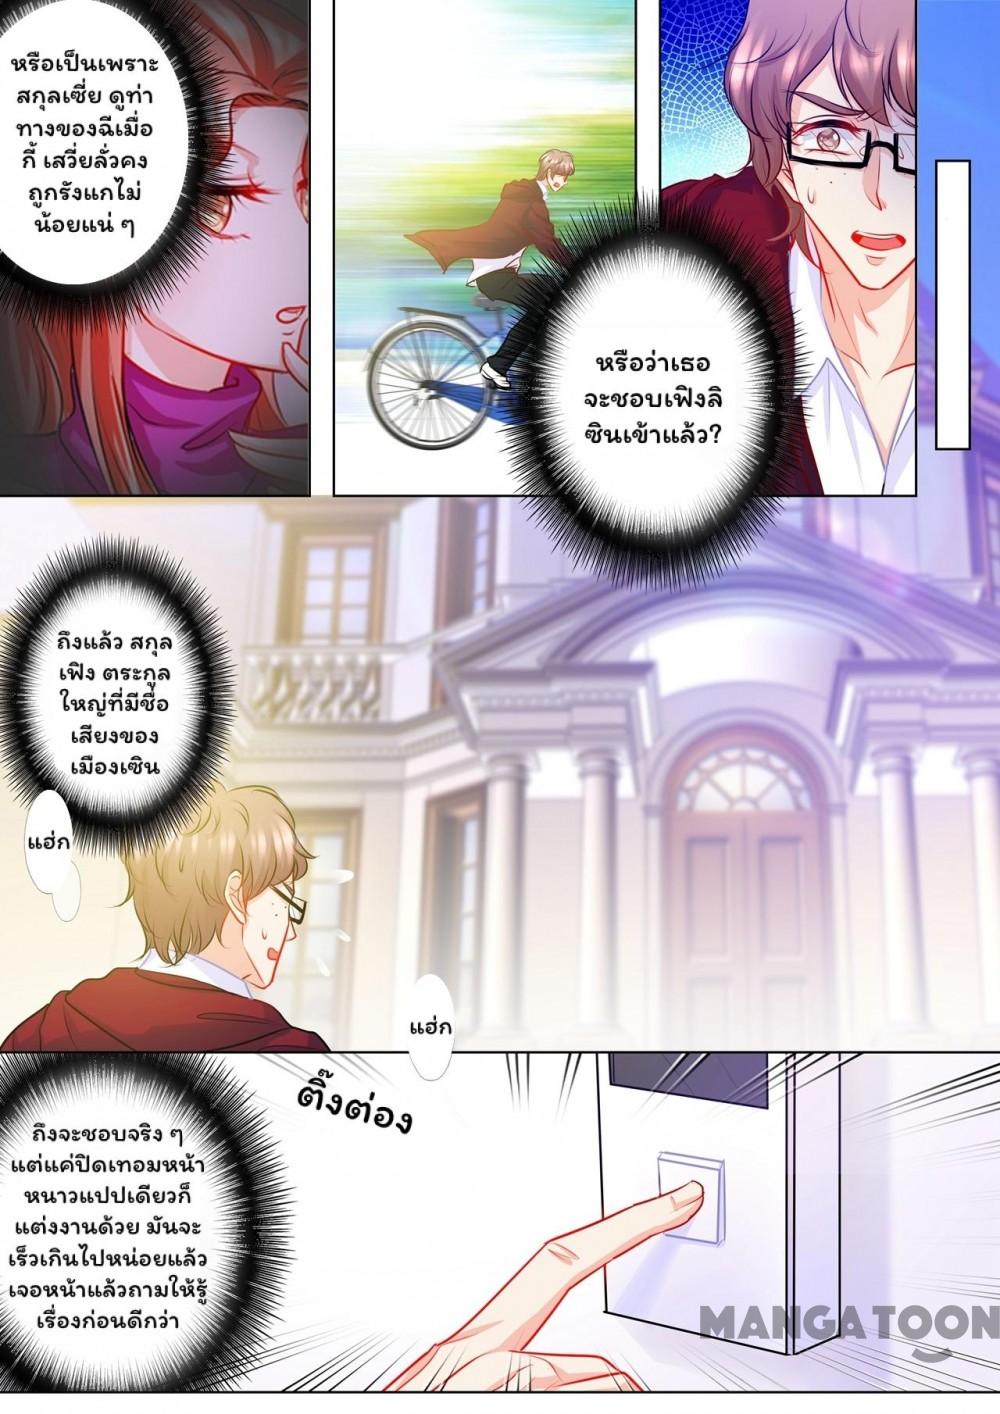 หรือเป็นเพราะ
สกุลเซี่ย ดูท่า
ทางของฉีเมื่อ
กี้ เสวี่ยลั่วคง
ถูกรังแกไม่
น้อยแน่ ๆ
หรือว่าเธอ
จะชอบเฟิงลิ
ซินเข้าแล้ว?
ถึงแล้ว สกุล
เฟิง ตระกูล
ใหญ่ที่มีชื่อ
เสียงของ
เมืองเซิน
แฮ่ก
แฮ่ก
ติ๊งต่อง
ถึงจะชอบจริง ๆ
แต่แค่ปิดเทอมหน้า
หนาวแปปเดียวก็
แต่งงานด้วย มันจะ
เร็วเกินไปหน่อยแล้ว
เจอหน้าแล้วถามให้รู้
เรื่องก่อนดีกว่า
MANGATOON